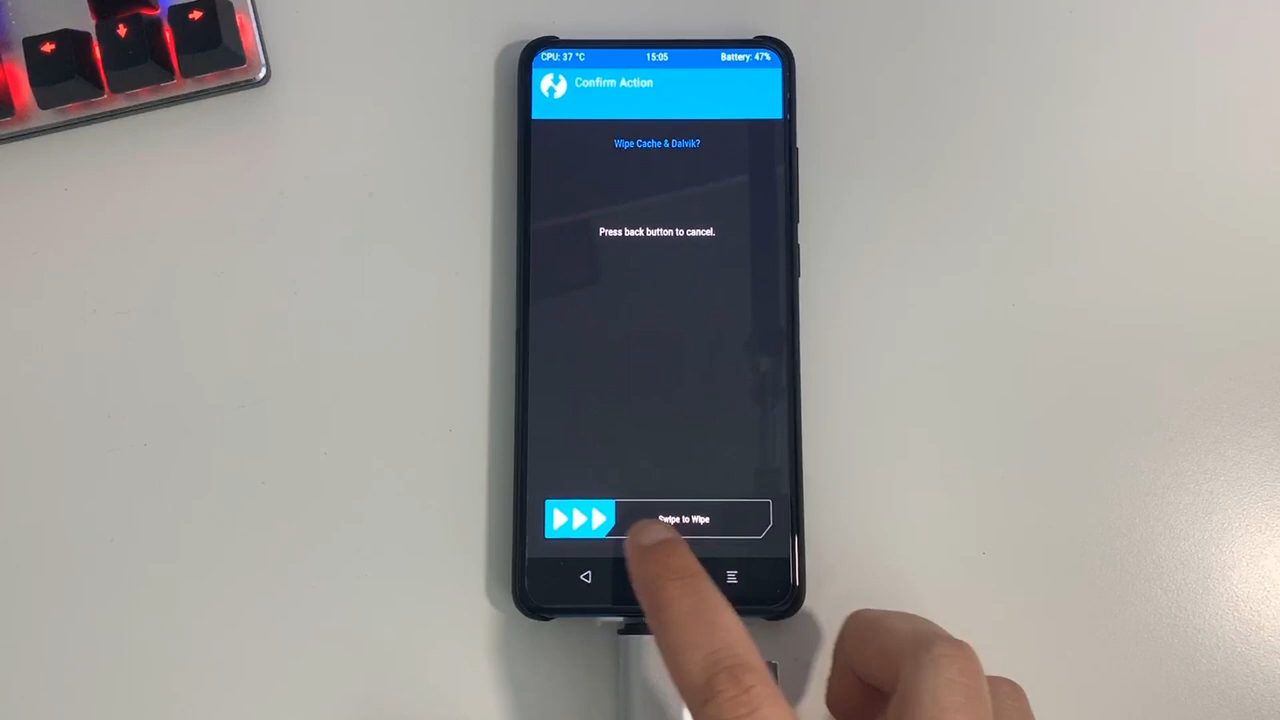 CPU: 37 °C 15:05 Battery: 47%
Confirm Action
Wipe Cache & Dalvik?
Press back button to cancel.
Swipe to Wipe